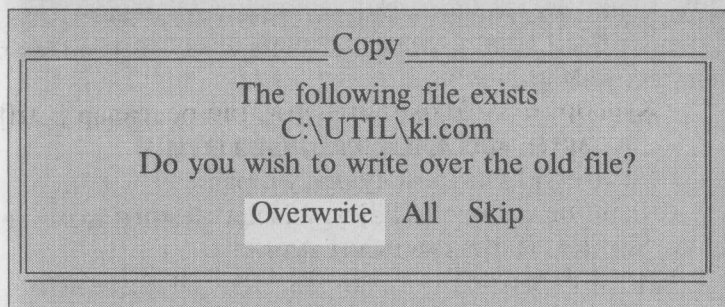 Copy
The following file exists
C:\UTIL\kl.com
Do you wish to write over the old file?
Overwrite All Skip